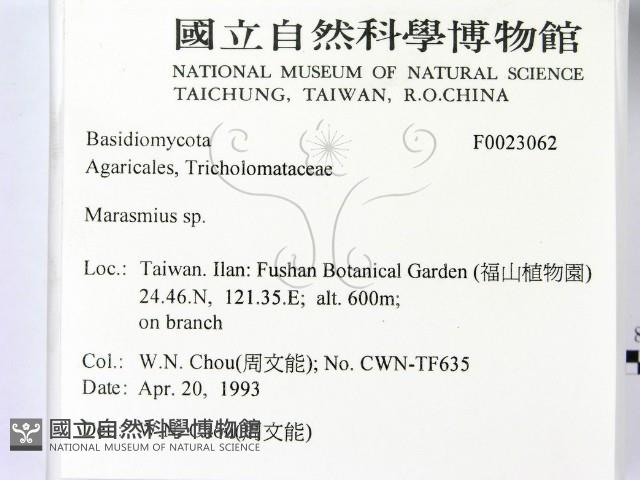 國立自然科學博物館
NATIONAL MUSEUM OF NATURAL SCIENCE
TAICHUNG, TAIWAN, R.O.CHINA
Basidiomycota F0023062
Agaricales, Tricholomataceae
Marasmius sp.
Loc.: Taiwan. Ilan: Fushan Botanical Garden (福山植物園)
24.46.N, 121.35.E; alt. 600m;
on branch
Col.: W.N. Chou(周文能); No. CWN-TF635
Date: Apr. 20, 1993
(周文能)
國立自然科學博物館
NATIONAL MUSEUM OF NATURAL SCIENCE